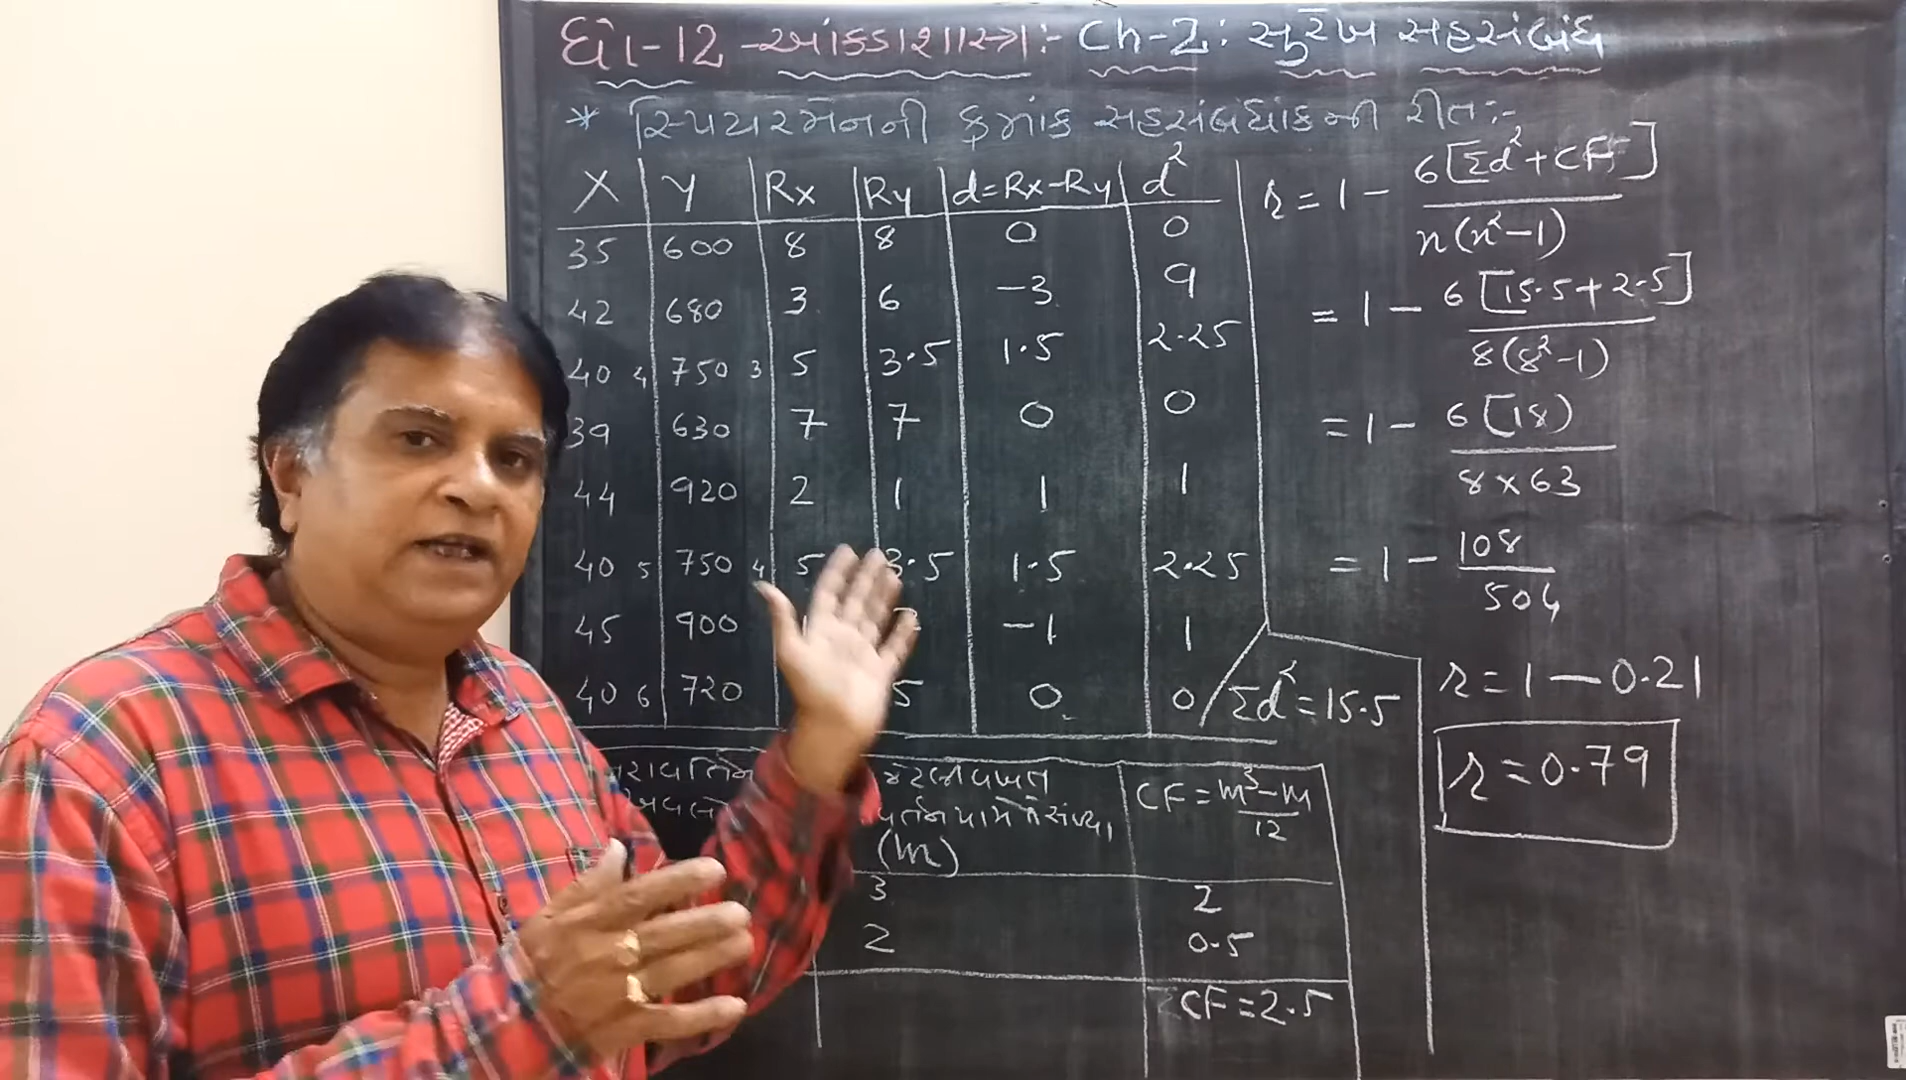 ધો-12 - આંકડાશાસ્ત્ર:- Ch-2: સુરેખ સહસંબંધ
* સ્પિયરમેનની ક્રમાંક સહસંબંધાંકની રીત:-
X Y Rx Ry d=Rx-Ry d²
35 600 8 8 0 0
42 680 3 6 -3 9
40 4 750 3 5 3.5 1.5 2.25
39 630 7 7 0 0
44 920 2 1 1 1
40 5 750 4 5 3.5 1.5 2.25
45 900 -1 1
40 6 720 5 0 0 Σd²=15.5
CF = m³-m / 12
(m)
3 2
2 0.5
CF=2.5
r = 1 - 6[Σd²+CF] / n(n²-1)
= 1 - 6[15.5+2.5] / 8(8²-1)
= 1 - 6[18) / 8x63
= 1 - 108 / 504
r = 1 - 0.21
r = 0.79